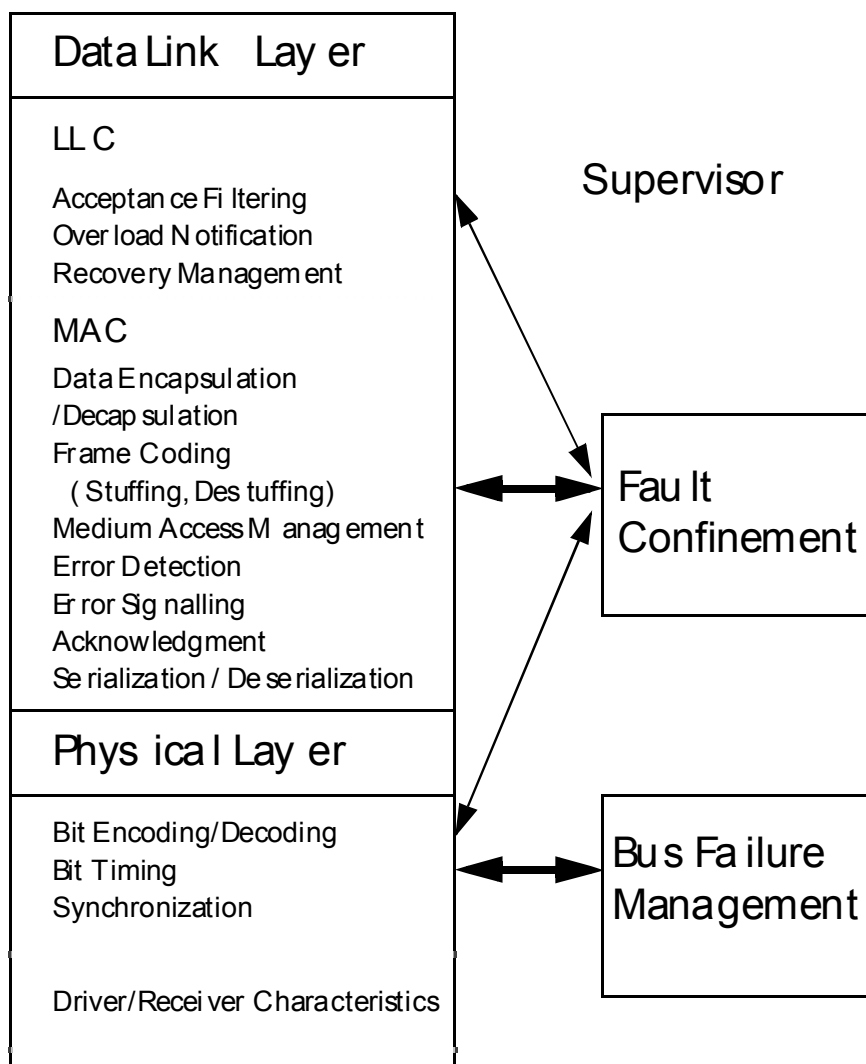 Data Link Layer
LLC
Acceptance Filtering
Overload Notification
Recovery Management
MAC
Data Encapsulation
/Decapsulation
Frame Coding
( Stuffing, Destuffing)
Medium Access Management
Error Detection
Error Signalling
Acknowledgment
Serialization / Deserialization
Physical Layer
Bit Encoding/Decoding
Bit Timing
Synchronization
Driver/Receiver Characteristics
Supervisor
Fault
Confinement
Bus Failure
Management